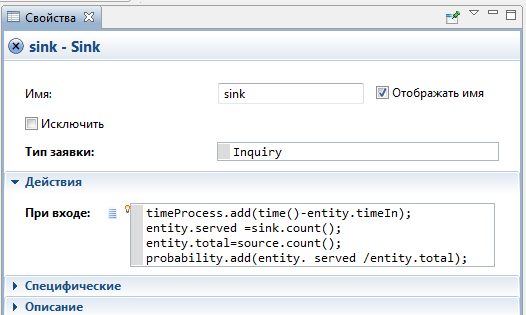 Свойства
sink - Sink
Имя:
sink
Отображать имя
Исключить
Тип заявки:
Inquiry
Действия
При входе:
timeProcess.add(time()-entity.timeIn);
entity.served =sink.count();
entity.total=source.count();
probability.add(entity. served /entity.total);
Специфические
Описание